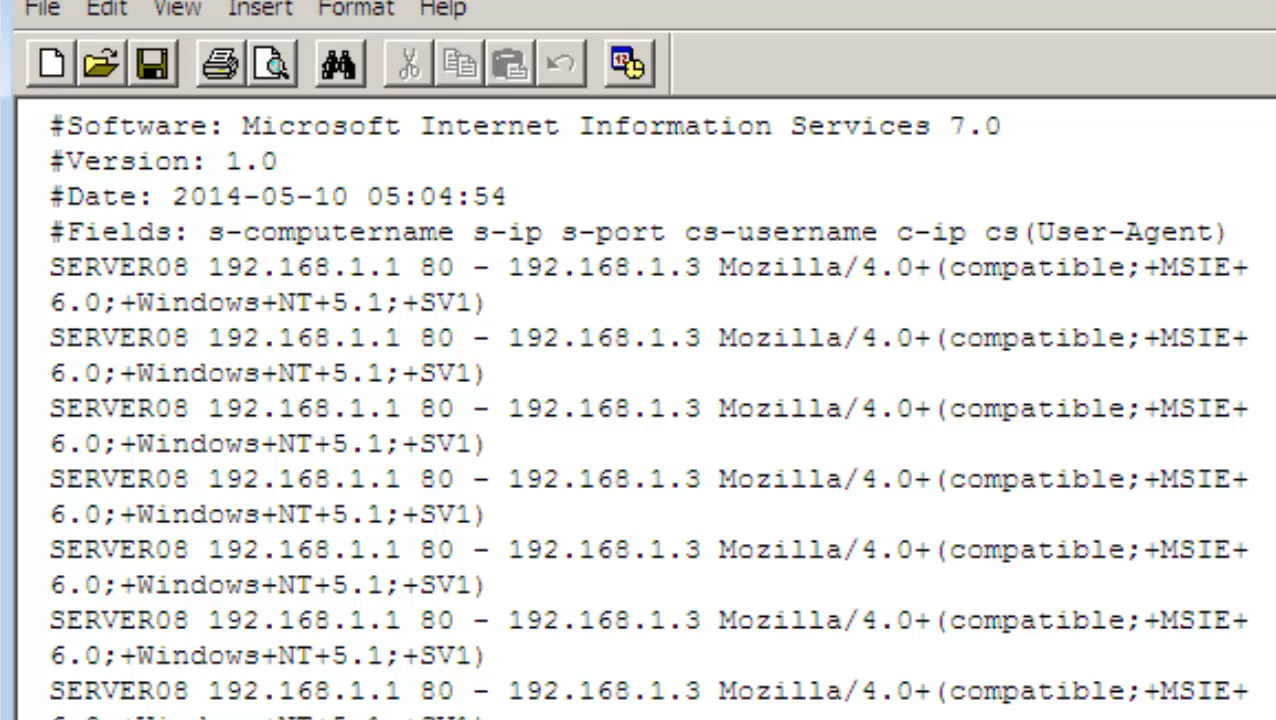 File Edit View Insert Format Help
#Software: Microsoft Internet Information Services 7.0
#Version: 1.0
#Date: 2014-05-10 05:04:54
#Fields: s-computername s-ip s-port cs-username c-ip cs(User-Agent)
SERVER08 192.168.1.1 80 - 192.168.1.3 Mozilla/4.0+(compatible;+MSIE+
6.0;+Windows+NT+5.1;+SV1)
SERVER08 192.168.1.1 80 - 192.168.1.3 Mozilla/4.0+(compatible;+MSIE+
6.0;+Windows+NT+5.1;+SV1)
SERVER08 192.168.1.1 80 - 192.168.1.3 Mozilla/4.0+(compatible;+MSIE+
6.0;+Windows+NT+5.1;+SV1)
SERVER08 192.168.1.1 80 - 192.168.1.3 Mozilla/4.0+(compatible;+MSIE+
6.0;+Windows+NT+5.1;+SV1)
SERVER08 192.168.1.1 80 - 192.168.1.3 Mozilla/4.0+(compatible;+MSIE+
6.0;+Windows+NT+5.1;+SV1)
SERVER08 192.168.1.1 80 - 192.168.1.3 Mozilla/4.0+(compatible;+MSIE+
6.0;+Windows+NT+5.1;+SV1)
SERVER08 192.168.1.1 80 - 192.168.1.3 Mozilla/4.0+(compatible;+MSIE+